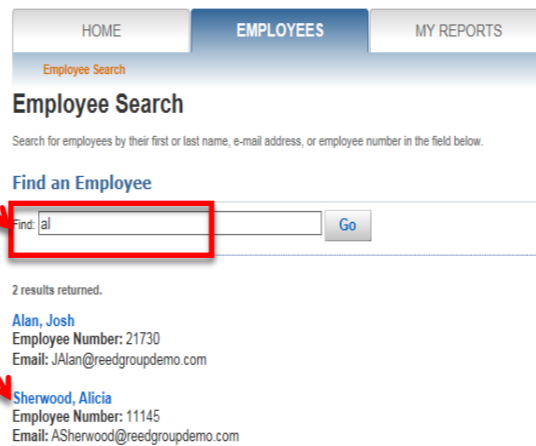 HOME EMPLOYEES MY REPORTS
Employee Search
Employee Search
Search for employees by their first or last name, e-mail address, or employee number in the field below.
Find an Employee
Find: al Go
2 results returned.
Alan, Josh
Employee Number: 21730
Email: JAlan@reedgroupdemo.com
Sherwood, Alicia
Employee Number: 11145
Email: ASherwood@reedgroupdemo.com